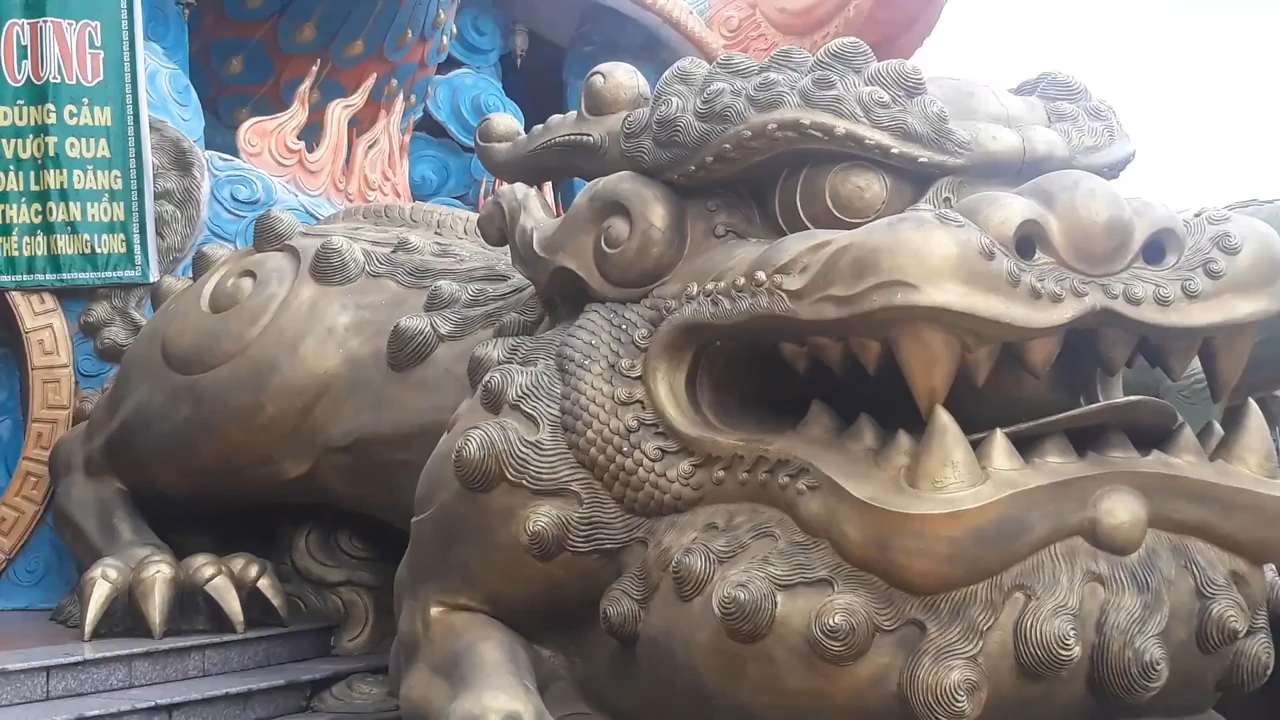 CUNG
DŨNG CẢM
VƯỢT QUA
ĐÀI LINH ĐĂNG
THÁC OAN HỒN
THẾ GIỚI KHỦNG LONG